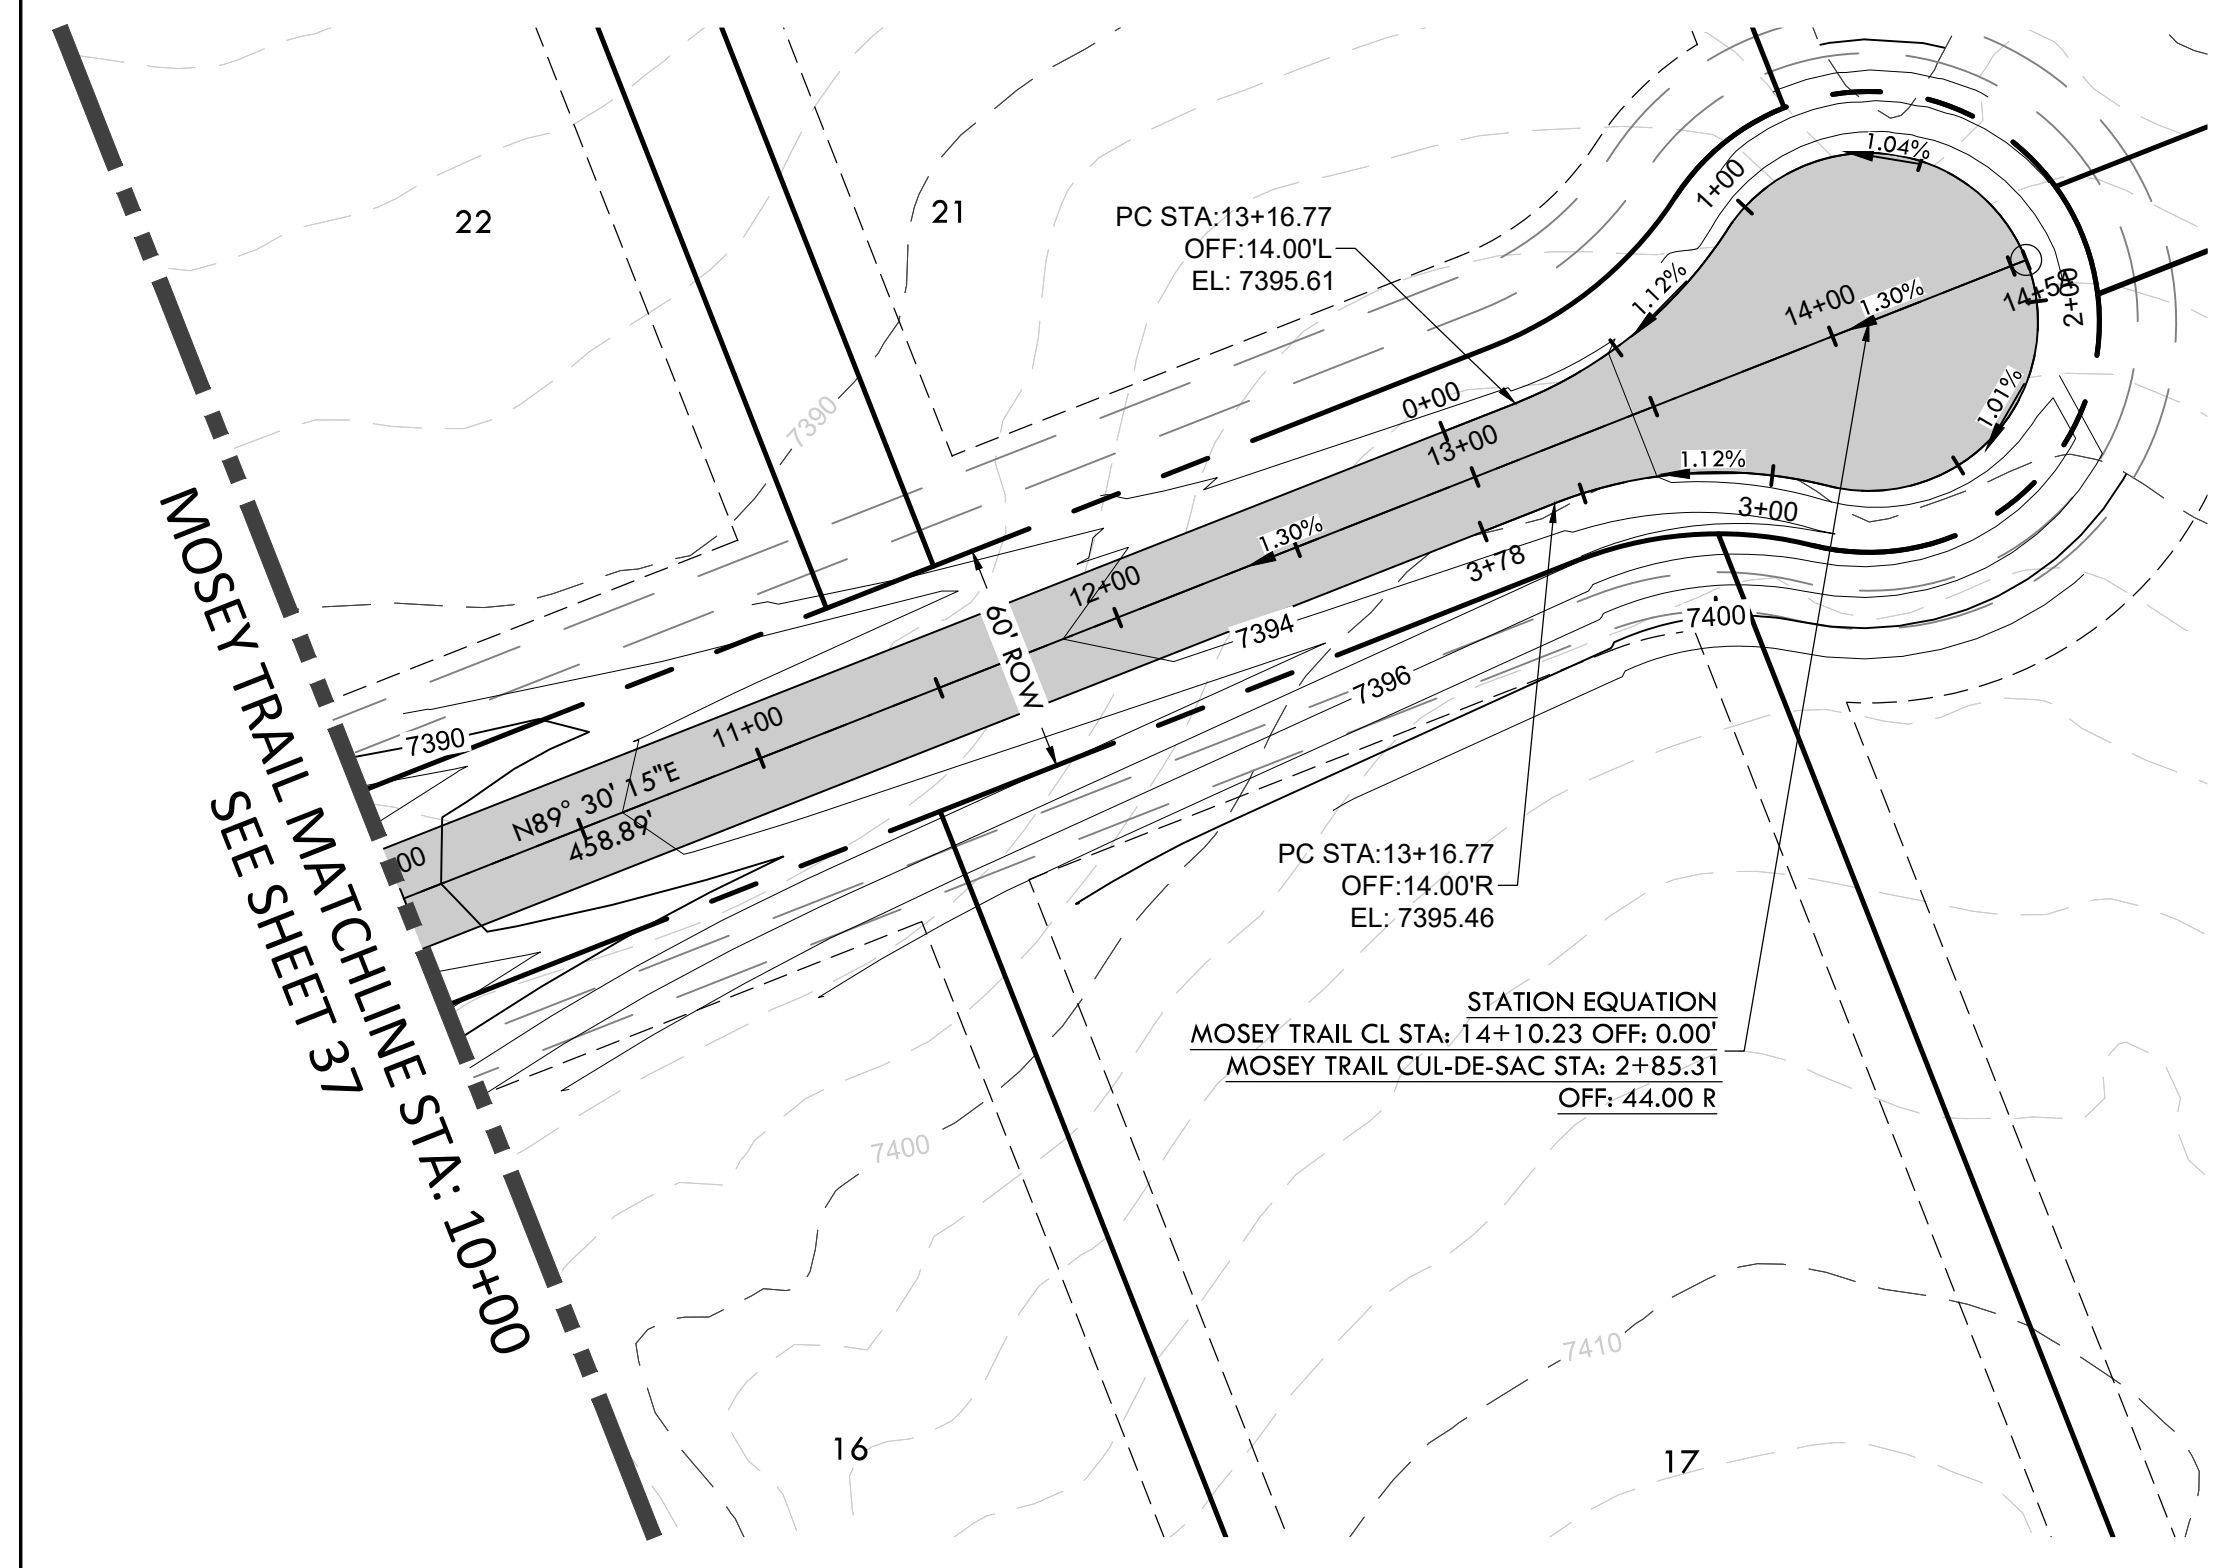 22
21
PC STA:13+16.77
OFF:14.00'L
EL: 7395.61
1+00
1.04%
1.12%
14+00
1.30%
2+00
1.01%
0+00
13+00
1.12%
3+00
7390
1.30%
3+78
12+00
60' ROW
7394
7396
7400
7390
11+00
N89° 30' 15"E
458.89'
00
MOSEY TRAIL MATCHLINE STA: 10+00
SEE SHEET 37
PC STA:13+16.77
OFF:14.00'R
EL: 7395.46
STATION EQUATION
MOSEY TRAIL CL STA: 14+10.23 OFF: 0.00'
MOSEY TRAIL CUL-DE-SAC STA: 2+85.31
OFF: 44.00 R
7400
7410
16
17